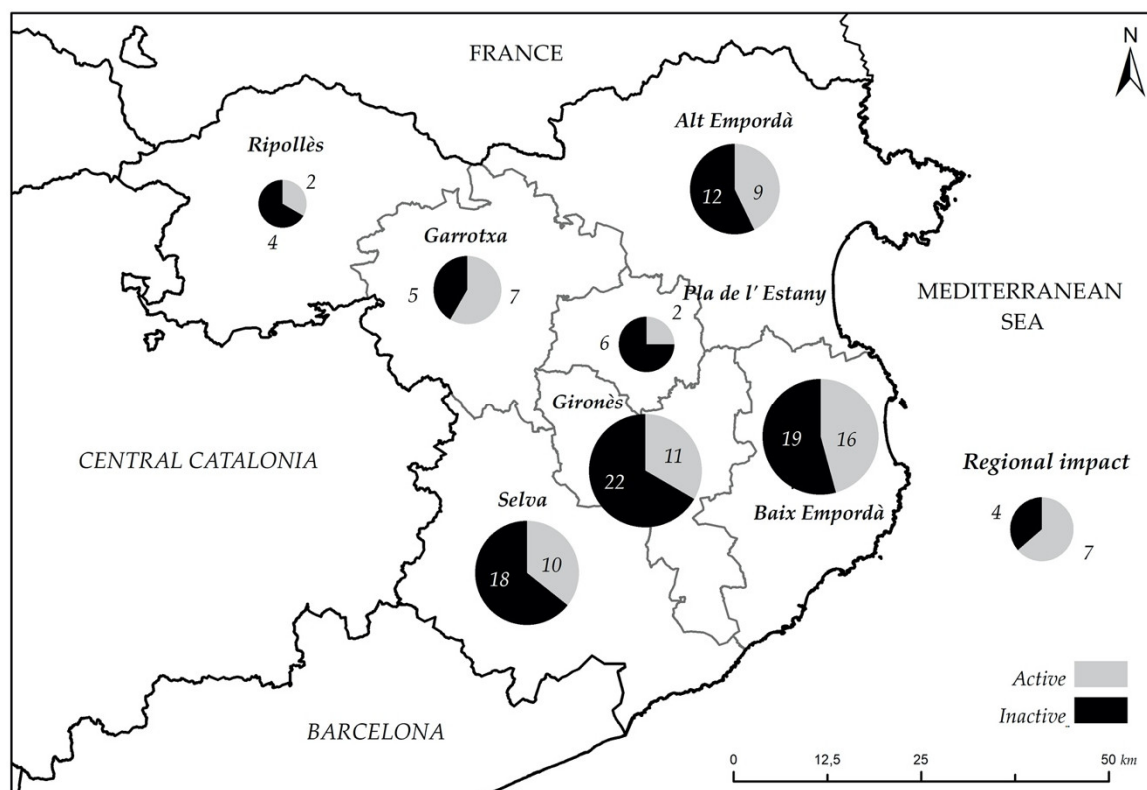 FRANCE
N
Alt Empordà
12
9
Ripollès
2
4
Garrotxa
5
7
Pla de l' Estany
2
6
MEDITERRANEAN
SEA
Gironès
11
22
19
16
Baix Empordà
CENTRAL CATALONIA
Selva
18
10
Regional impact
4
7
Active
Inactive
BARCELONA
0
12,5
25
50 km